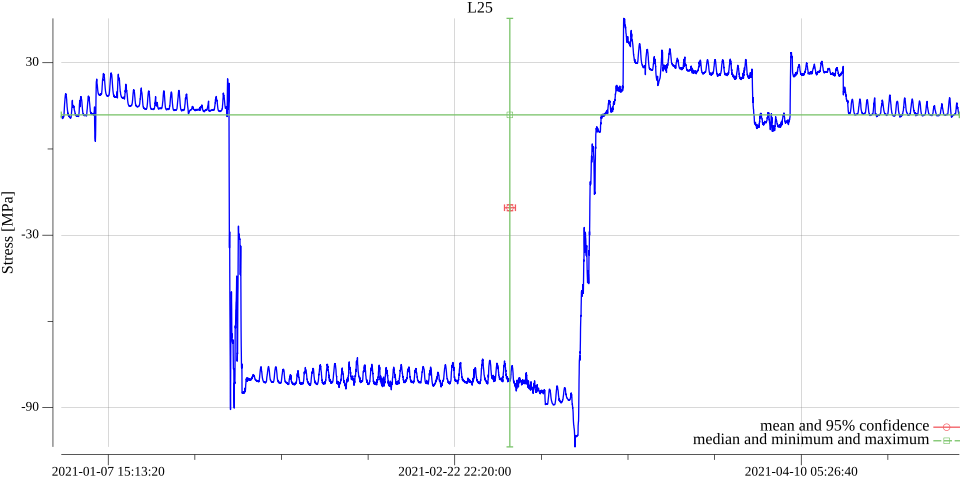 L25
30
-30
-90
Stress [MPa]
mean and 95% confidence
median and minimum and maximum
2021-01-07 15:13:20
2021-02-22 22:20:00
2021-04-10 05:26:40